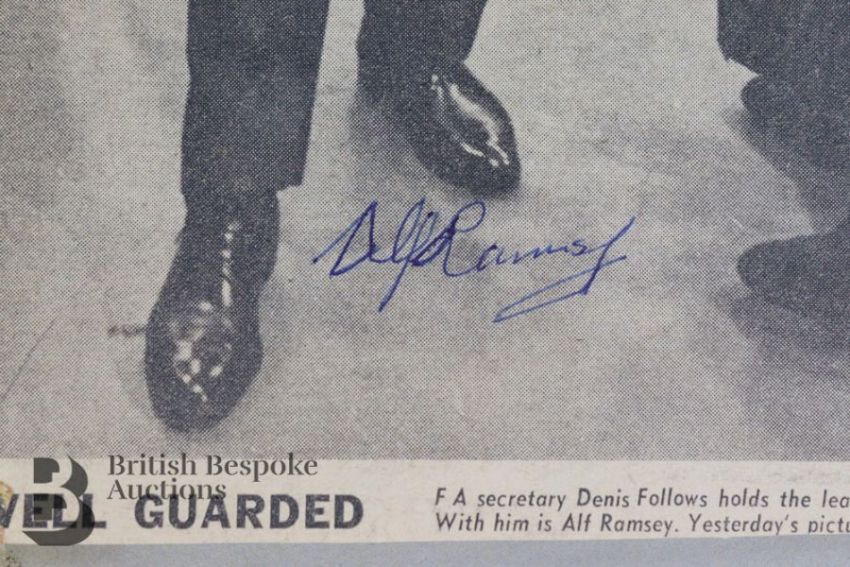 Alf Ramsey
British Bespoke
Auctions
WELL GUARDED
F A secretary Denis Follows holds the lea
With him is Alf Ramsey. Yesterday's pictu